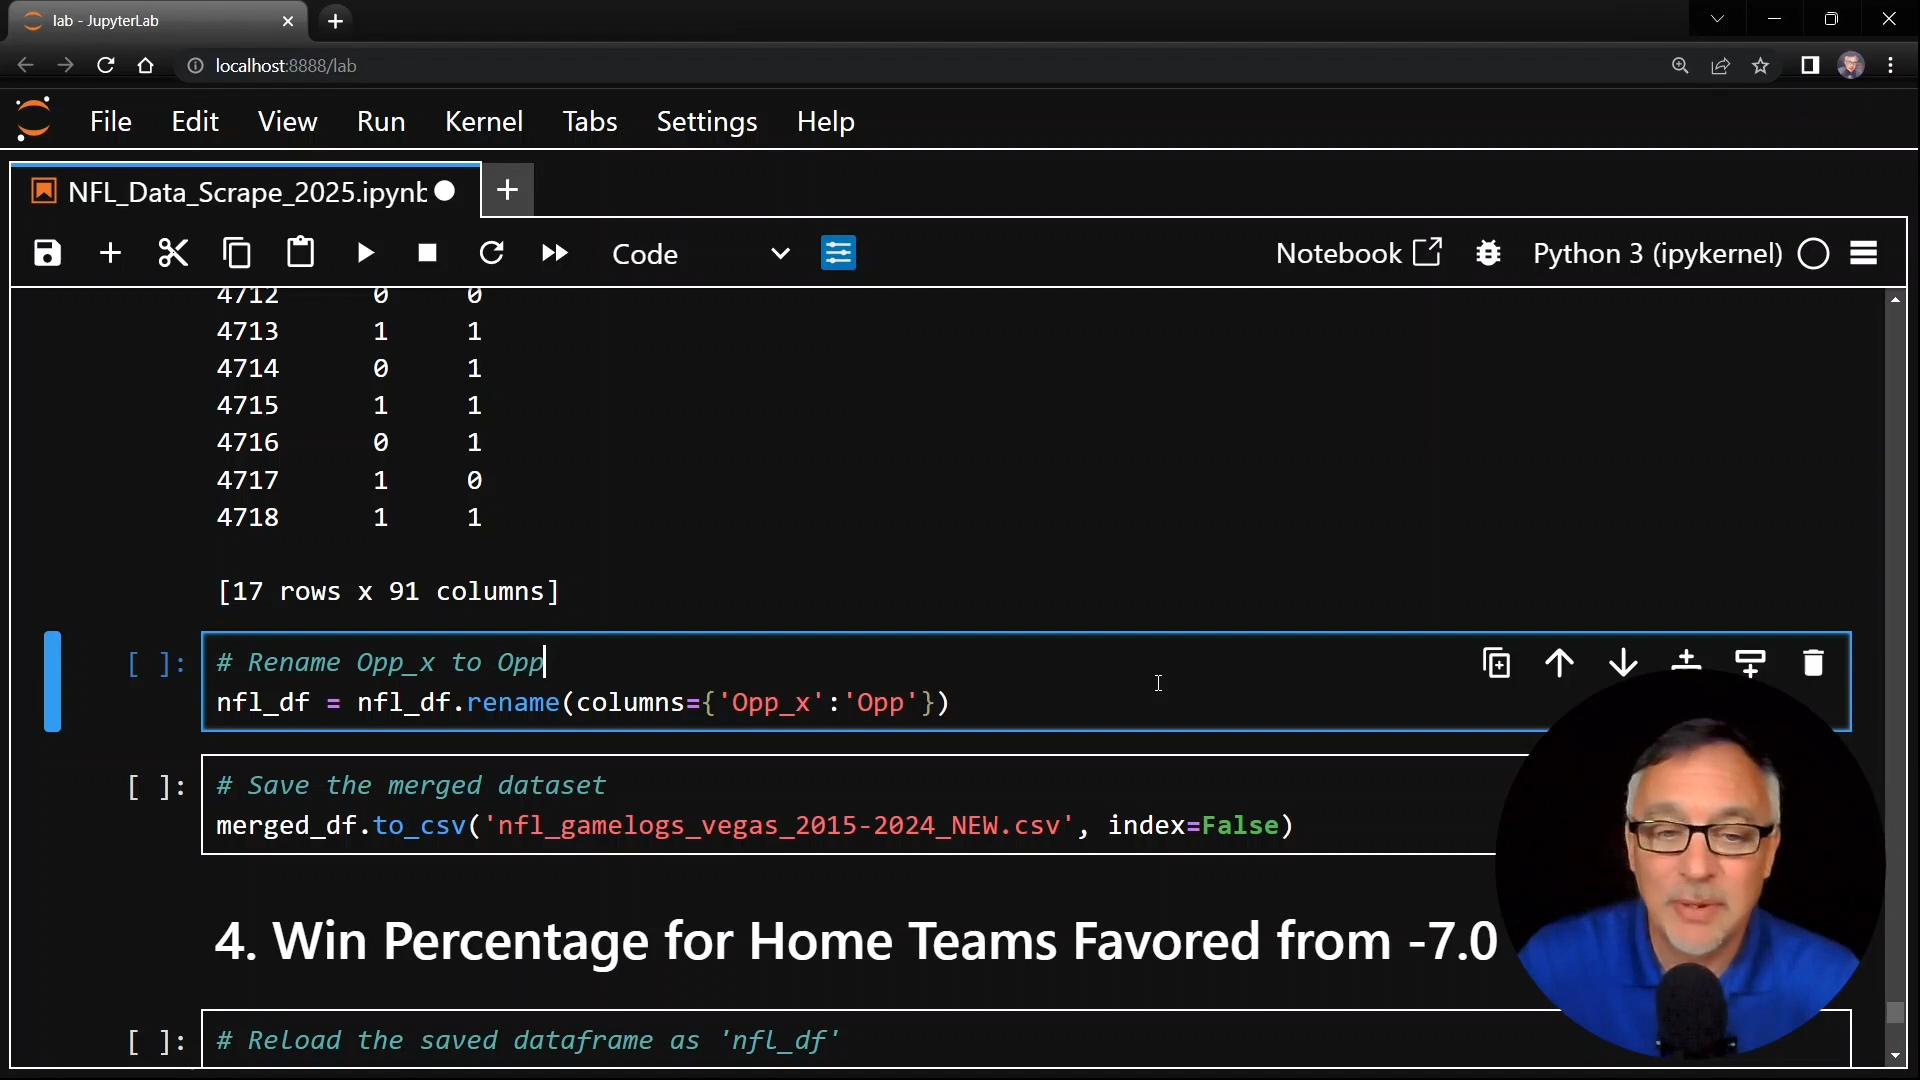 lab - JupyterLab
localhost:8888/lab
File Edit View Run Kernel Tabs Settings Help
NFL_Data_Scrape_2025.ipynb
Code Notebook Python 3 (ipykernel)
4712 0 0
4713 1 1
4714 0 1
4715 1 1
4716 0 1
4717 1 0
4718 1 1
[17 rows x 91 columns]
[ ]: # Rename Opp_x to Opp
nfl_df = nfl_df.rename(columns={'Opp_x':'Opp'})
[ ]: # Save the merged dataset
merged_df.to_csv('nfl_gamelogs_vegas_2015-2024_NEW.csv', index=False)
4. Win Percentage for Home Teams Favored from -7.0
[ ]: # Reload the saved dataframe as 'nfl_df'